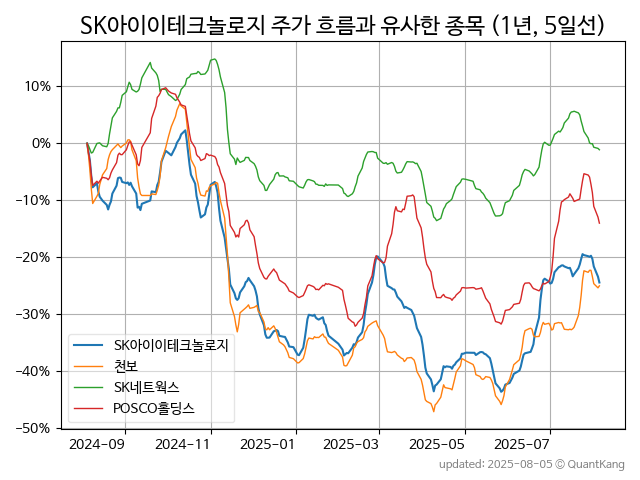 SK아이이테크놀로지 주가 흐름과 유사한 종목 (1년, 5일선)
10%
0%
−10%
−20%
−30%
−40%
−50%
SK아이이테크놀로지
천보
SK네트웍스
POSCO홀딩스
2024-09 2024-11 2025-01 2025-03 2025-05 2025-07
updated: 2025-08-05 © QuantKang